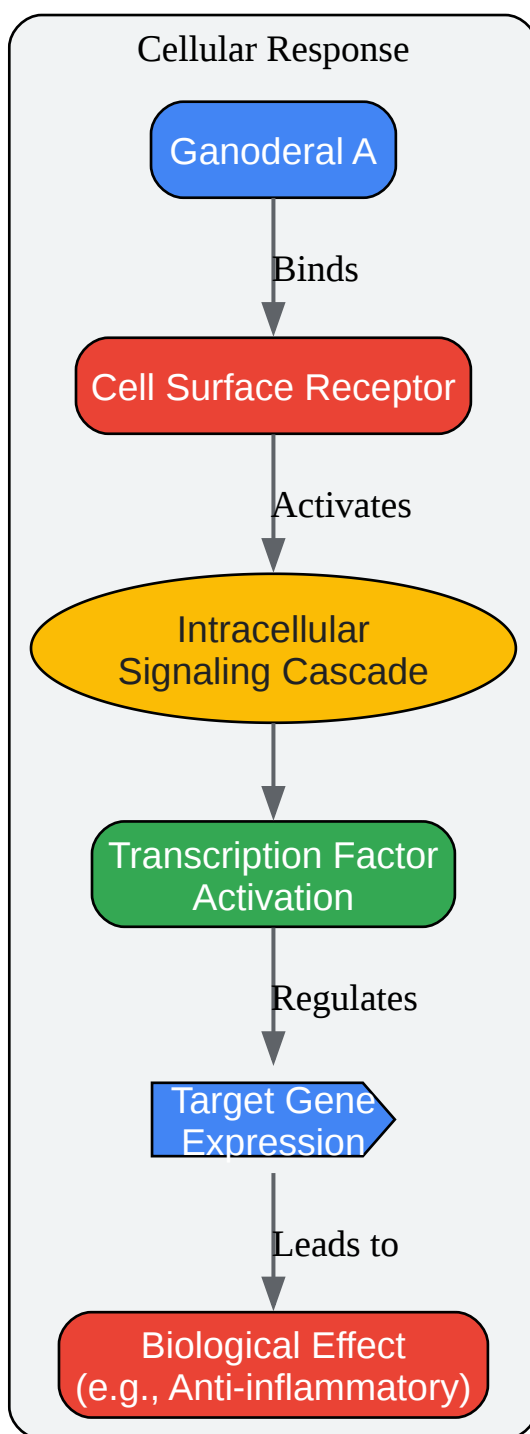 Cellular Response
Ganoderal A
Binds
Cell Surface Receptor
Activates
Intracellular
Signaling Cascade
Transcription Factor
Activation
Regulates
Target Gene
Expression
Leads to
Biological Effect
(e.g., Anti-inflammatory)